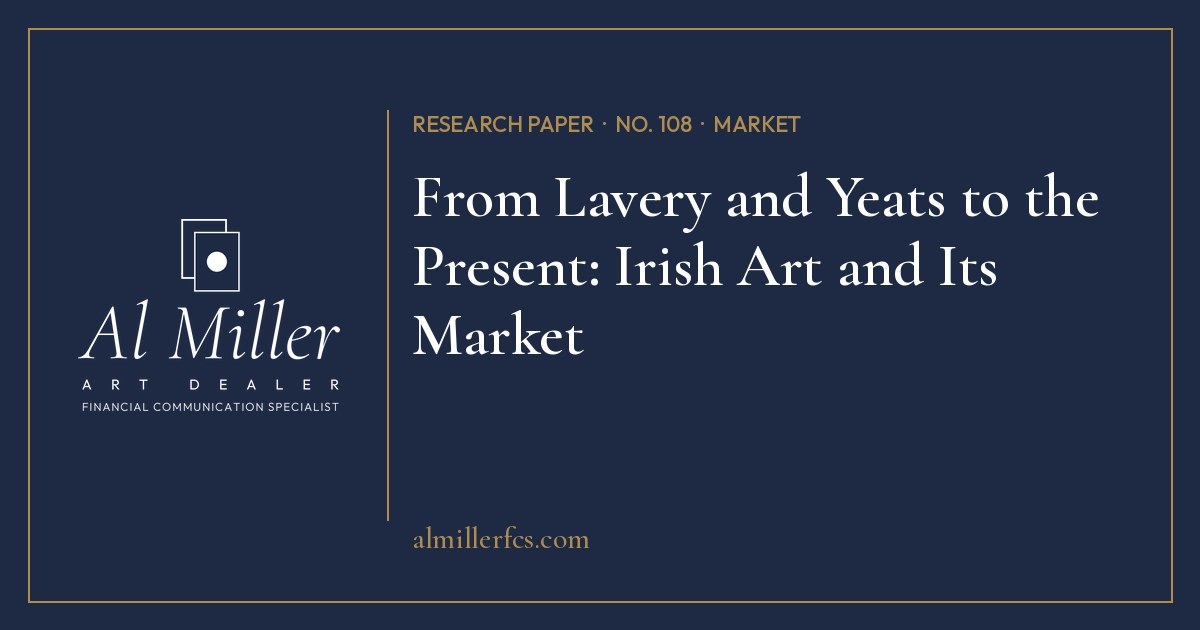 RESEARCH PAPER · NO. 108 · MARKET
From Lavery and Yeats to the
Present: Irish Art and Its
Market
Al Miller
ART DEALER
FINANCIAL COMMUNICATION SPECIALIST
almillerfcs.com